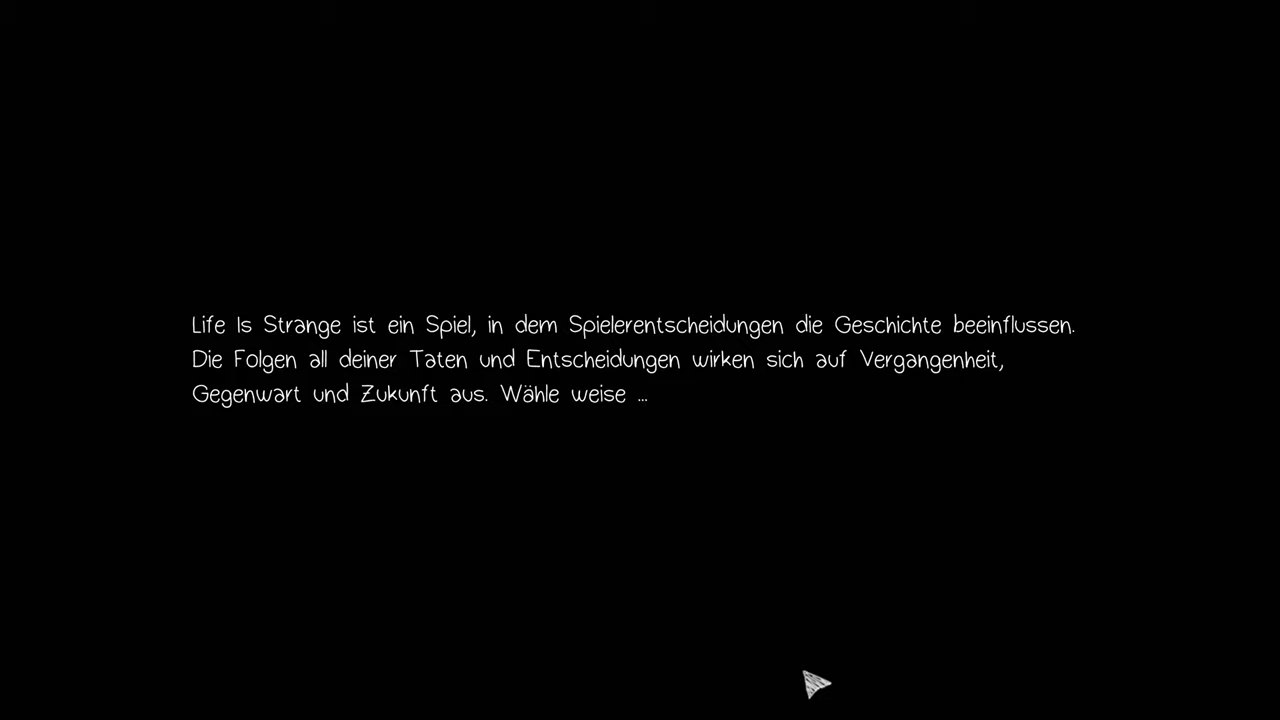 Life Is Strange ist ein Spiel, in dem Spielerentscheidungen die Geschichte beeinflussen.
Die Folgen all deiner Taten und Entscheidungen wirken sich auf Vergangenheit,
Gegenwart und Zukunft aus. Wähle weise ...